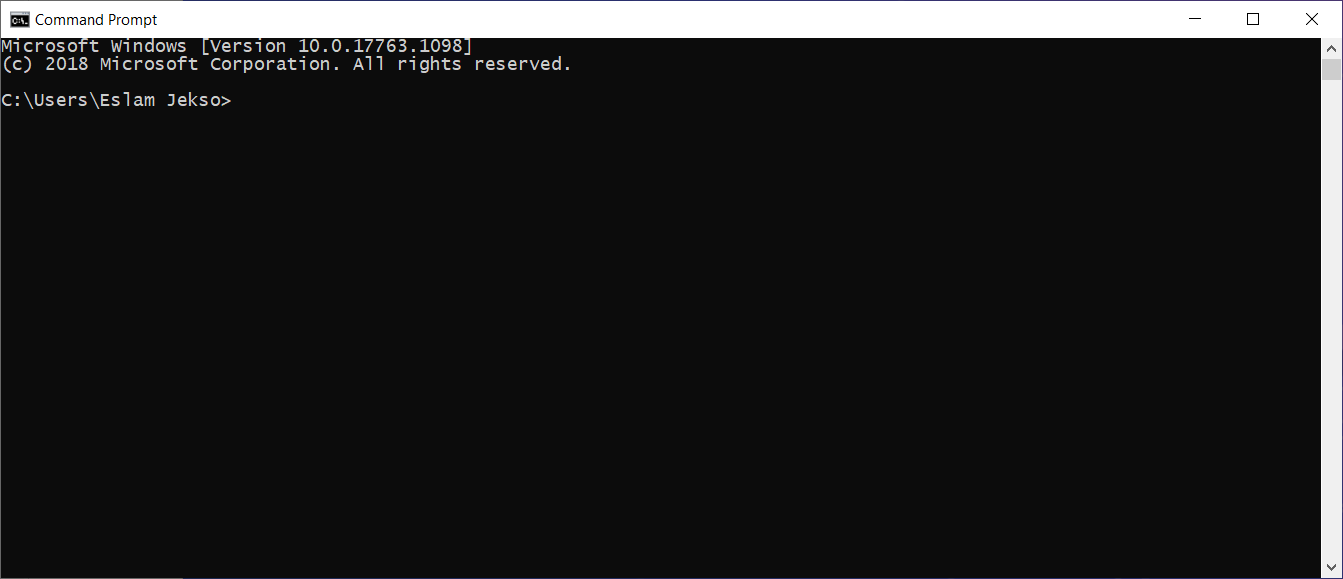 Command Prompt
Microsoft Windows [Version 10.0.17763.1098]
(c) 2018 Microsoft Corporation. All rights reserved.
C:\Users\Eslam Jekso>